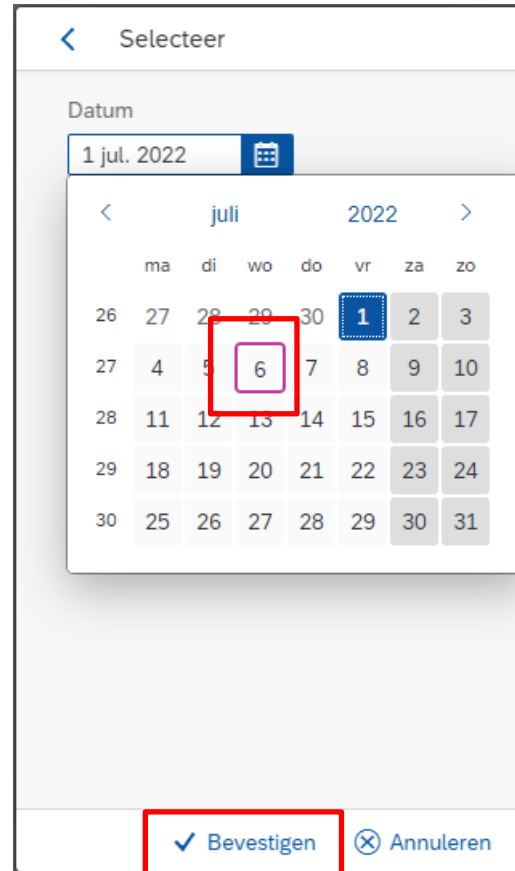 Selecteer
Datum
1 jul. 2022
juli 2022
ma di wo do vr za zo
26 27 28 29 30 1 2 3
27 4 5 6 7 8 9 10
28 11 12 13 14 15 16 17
29 18 19 20 21 22 23 24
30 25 26 27 28 29 30 31
Bevestigen Annuleren